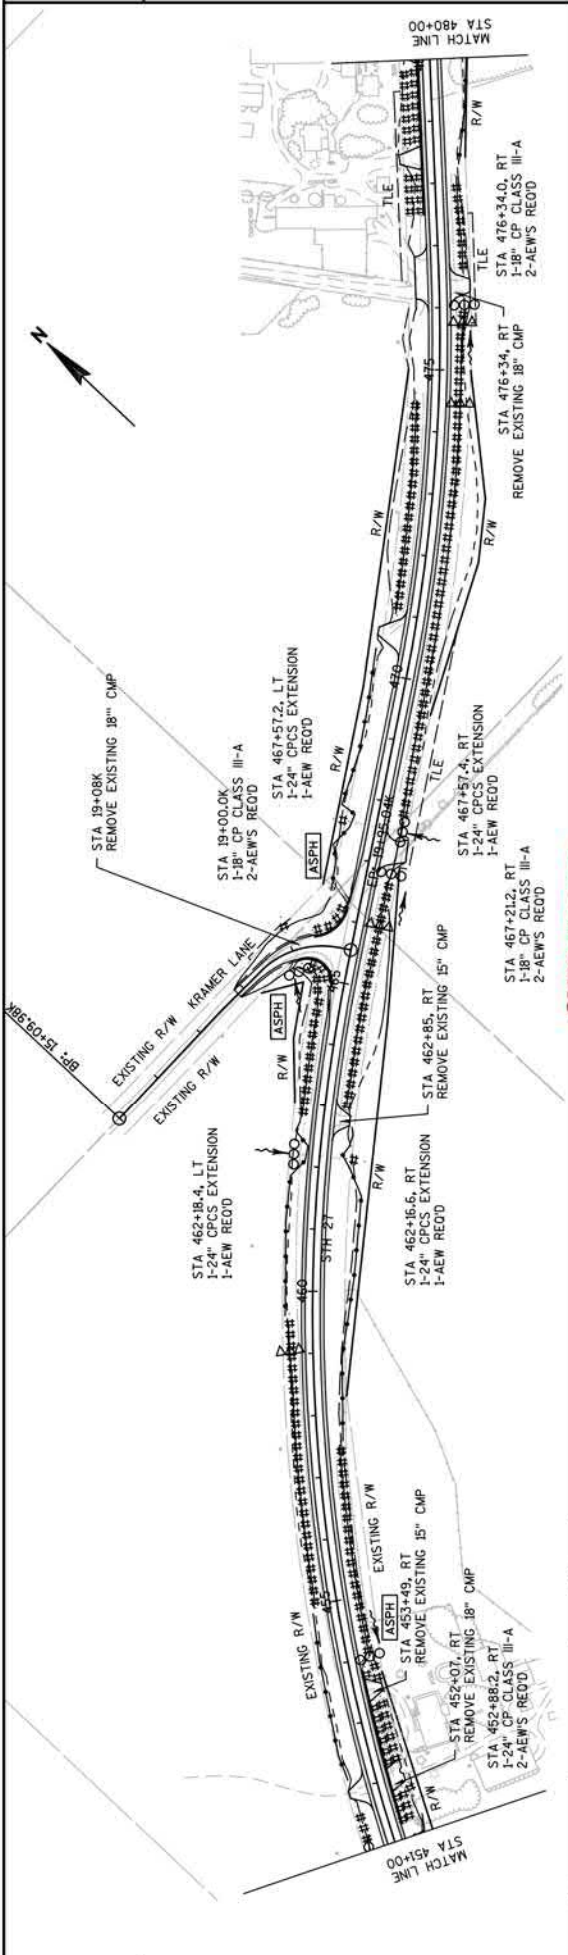 MATCH LINE
STA 451+00
R/W
STA 452+88.2, RT
1-24" CP CLASS III-A
2-AEW'S REQ'D
STA 452+07, RT
REMOVE EXISTING 18" CMP
STA 453+49, RT
REMOVE EXISTING 15" CMP
ASPH
EXISTING R/W
EXISTING R/W
455
460
STH 27
STA 462+18.4, LT
1-24" CPCS EXTENSION
1-AEW REQ'D
STA 462+16.6, RT
1-24" CPCS EXTENSION
1-AEW REQ'D
R/W
STA 462+85, RT
REMOVE EXISTING 15" CMP
BP: 15+09.98K
EXISTING R/W
EXISTING R/W
KRAMER LANE
R/W
ASPH
465
STA 19+08K
REMOVE EXISTING 18" CMP
STA 19+00.0K
1-18" CP CLASS III-A
2-AEW'S REQ'D
ASPH
STA 467+57.2, LT
1-24" CPCS EXTENSION
1-AEW REQ'D
R/W
EP: 19+95.04K
STA 467+21.2, RT
1-18" CP CLASS III-A
2-AEW'S REQ'D
STA 467+57.4, RT
1-24" CPCS EXTENSION
1-AEW REQ'D
TLE
470
R/W
R/W
475
STA 476+34, RT
REMOVE EXISTING 18" CMP
STA 476+34.0, RT
1-18" CP CLASS III-A
2-AEW'S REQ'D
TLE
TLE
R/W
MATCH LINE
STA 480+00
N